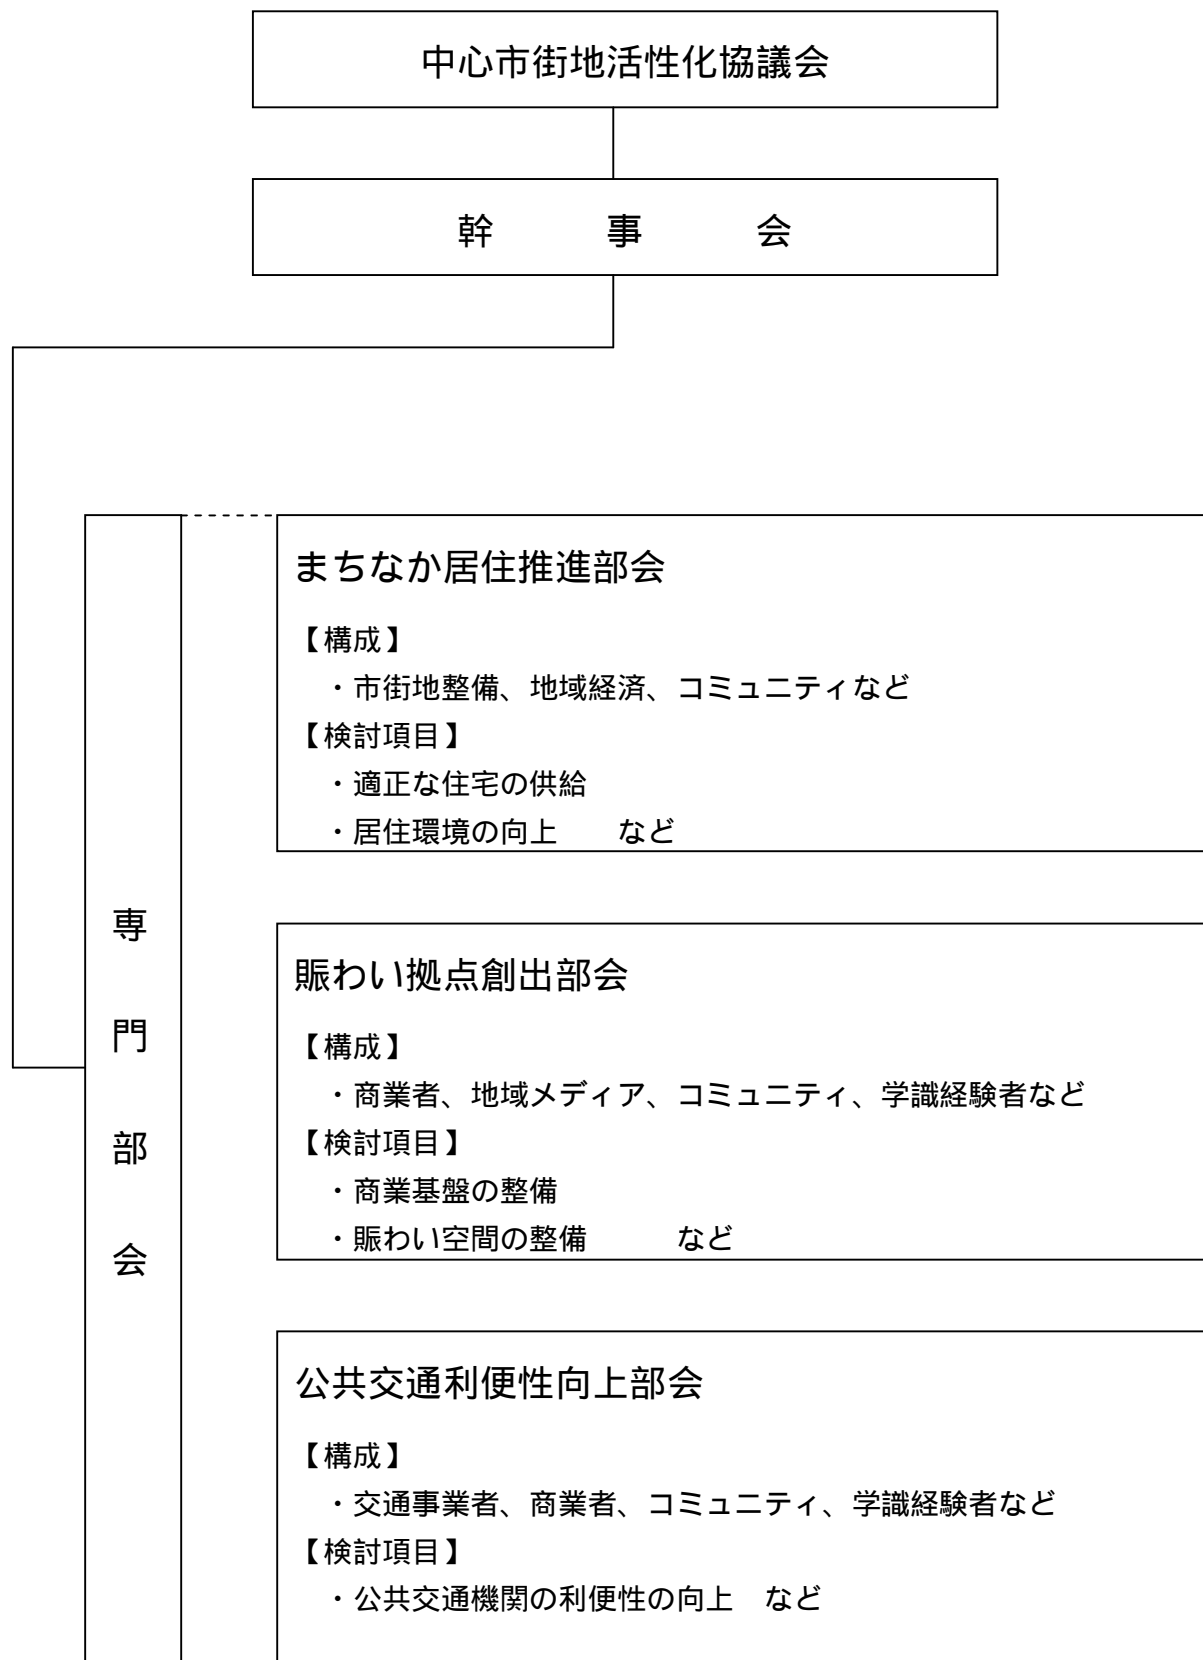 中心市街地活性化協議会
幹　事　会
専門部会
まちなか居住推進部会
【構成】
・市街地整備、地域経済、コミュニティなど
【検討項目】
・適正な住宅の供給
・居住環境の向上　　など
賑わい拠点創出部会
【構成】
・商業者、地域メディア、コミュニティ、学識経験者など
【検討項目】
・商業基盤の整備
・賑わい空間の整備　　　など
公共交通利便性向上部会
【構成】
・交通事業者、商業者、コミュニティ、学識経験者など
【検討項目】
・公共交通機関の利便性の向上　など